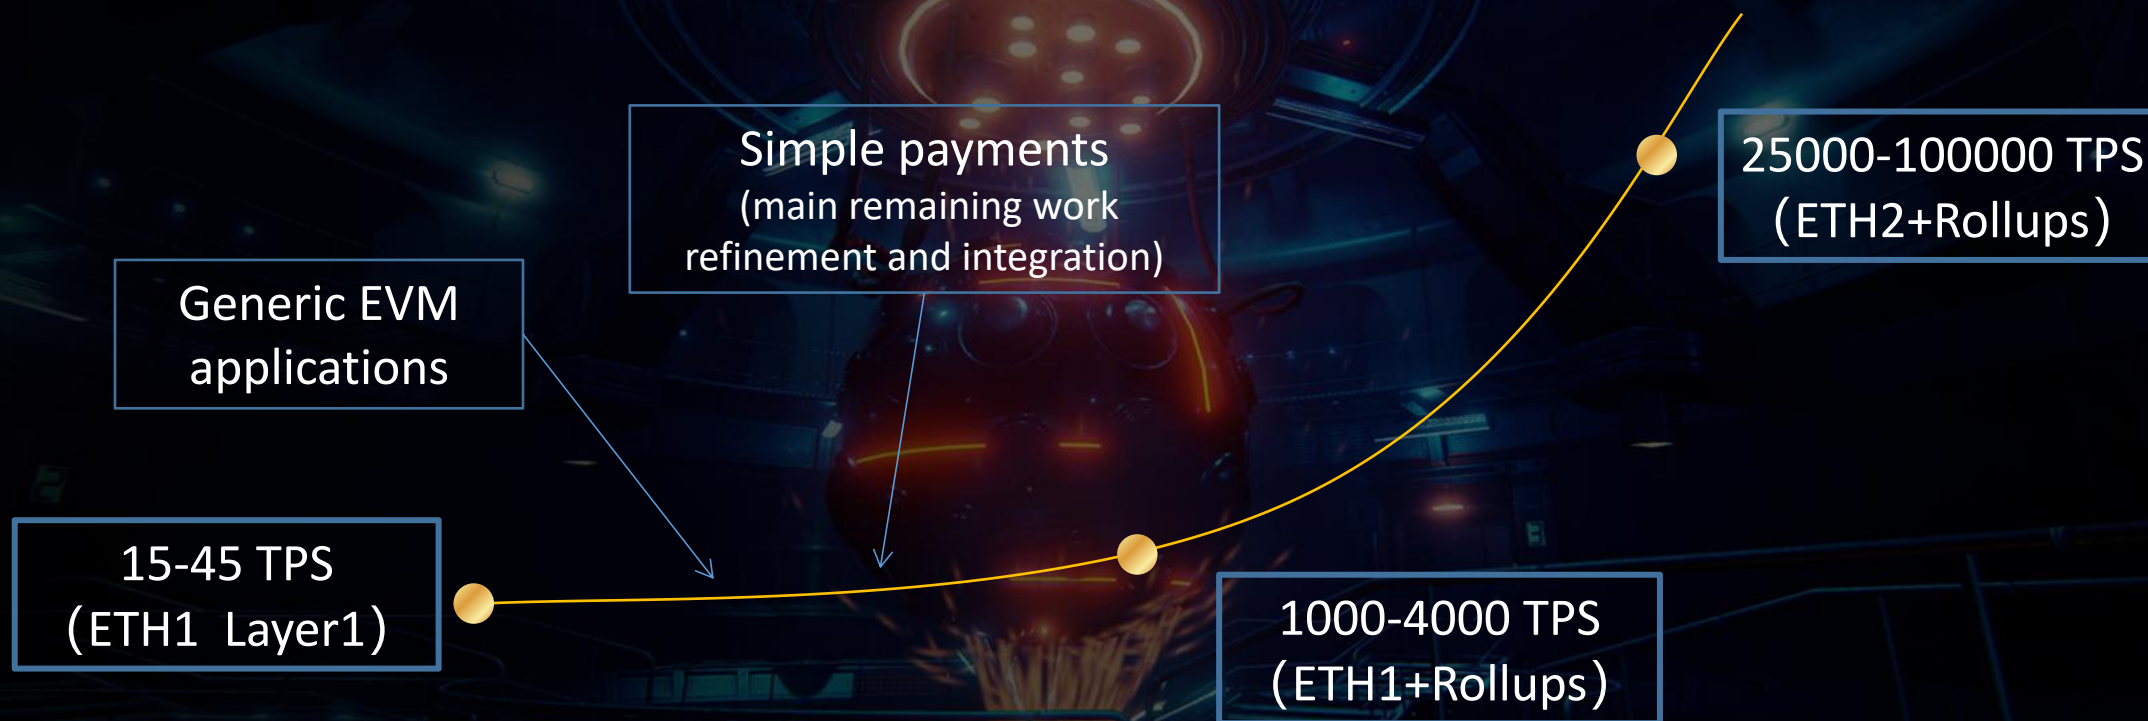 Simple payments
(main remaining work
refinement and integration)
25000-100000 TPS
(ETH2+Rollups)
Generic EVM
applications
15-45 TPS
(ETH1 Layer1)
1000-4000 TPS
(ETH1+Rollups)